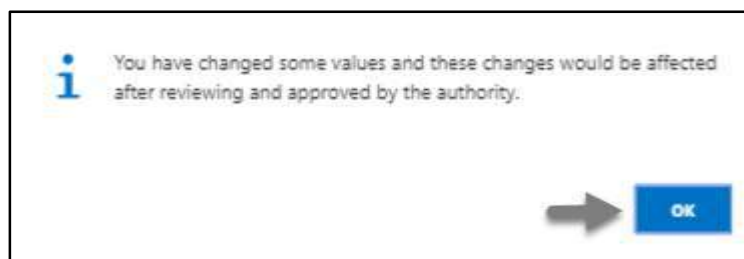 You have changed some values and these changes would be affected
after reviewing and approved by the authority.
OK